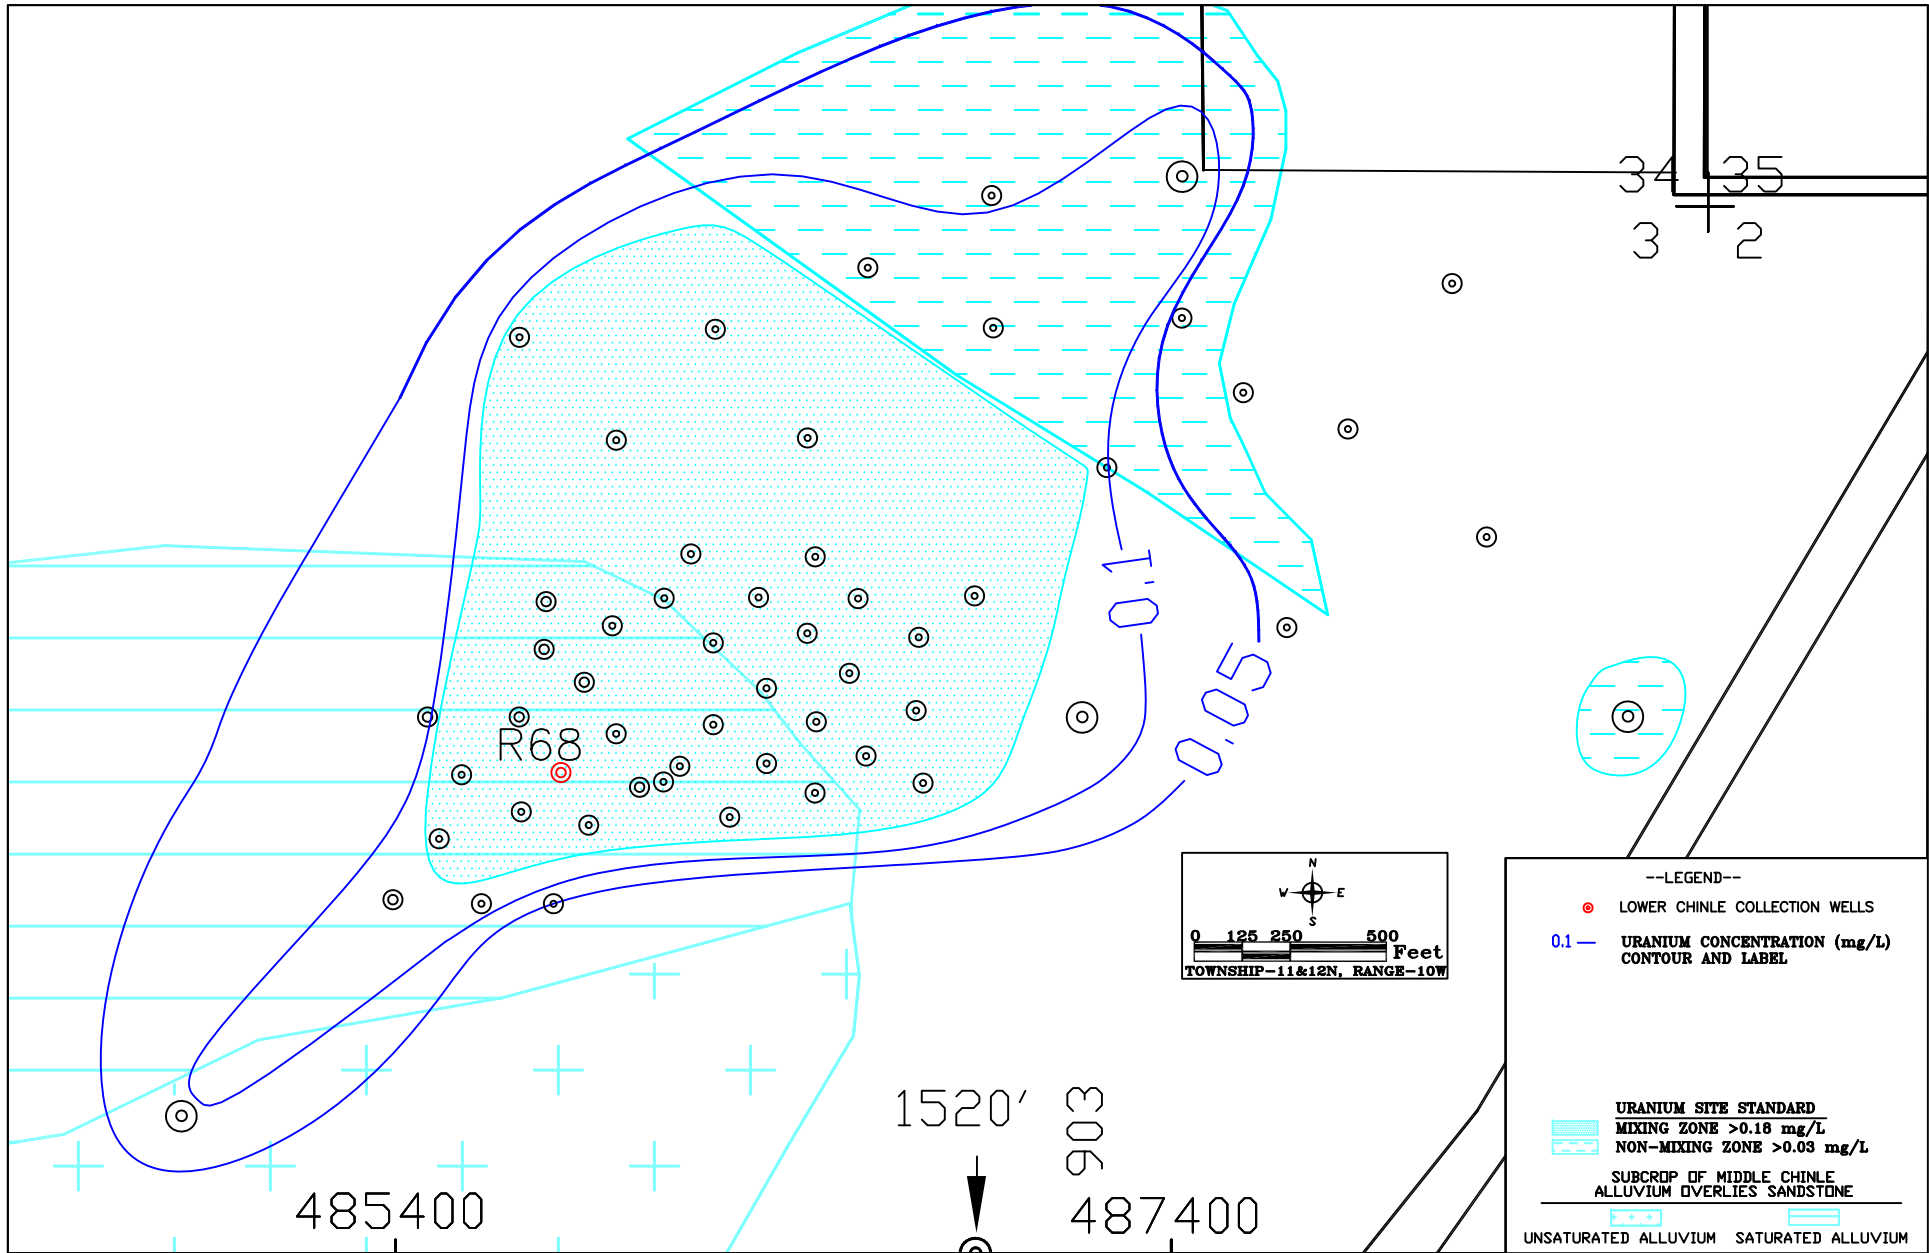 34 35
3 2
0.1
0.05
R68
N
W E
S
0 125 250 500
Feet
TOWNSHIP-11&12N, RANGE-10W
--LEGEND--
LOWER CHINLE COLLECTION WELLS
0.1 — URANIUM CONCENTRATION (mg/L)
CONTOUR AND LABEL
URANIUM SITE STANDARD
MIXING ZONE >0.18 mg/L
NON-MIXING ZONE >0.03 mg/L
SUBCROP OF MIDDLE CHINLE
ALLUVIUM OVERLIES SANDSTONE
UNSATURATED ALLUVIUM SATURATED ALLUVIUM
1520'
903
485400
487400